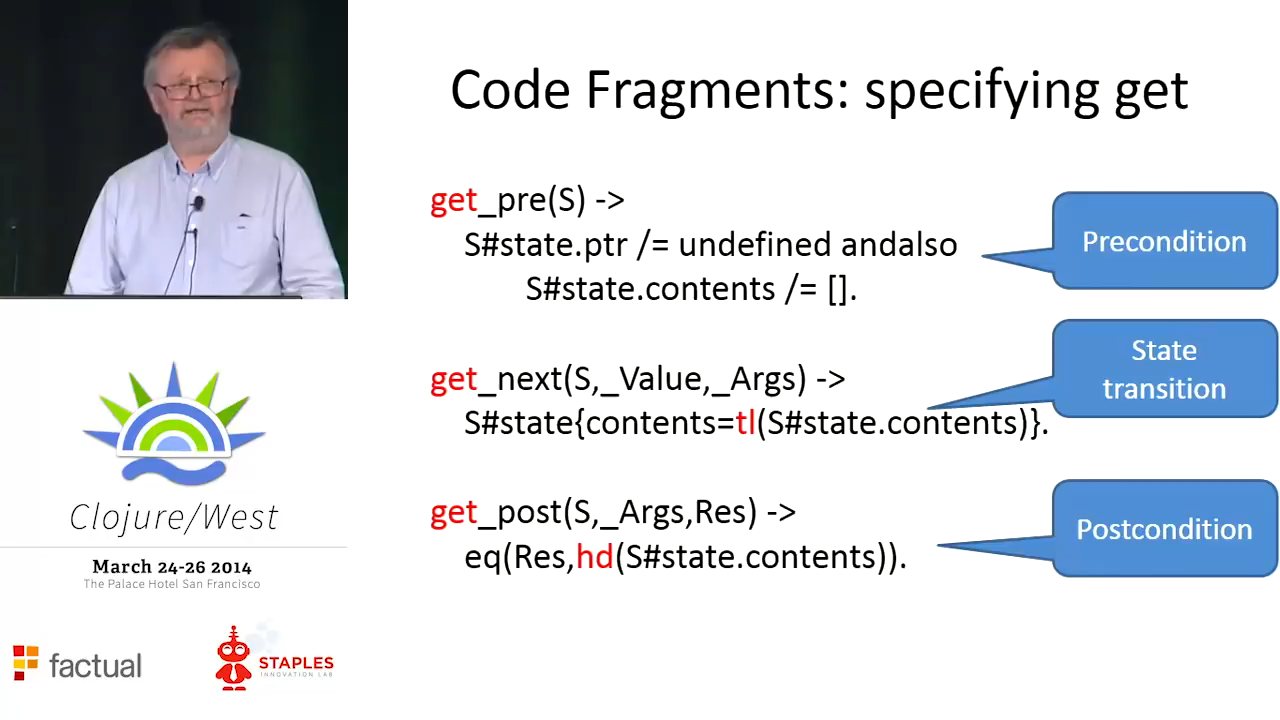 Code Fragments: specifying get
get_pre(S) ->
S#state.ptr /= undefined andalso
S#state.contents /= [].
Precondition
get_next(S,_Value,_Args) ->
S#state{contents=tl(S#state.contents)}.
State
transition
get_post(S,_Args,Res) ->
eq(Res,hd(S#state.contents)).
Postcondition
Clojure/West
March 24-26 2014
The Palace Hotel San Francisco
factual
STAPLES
INNOVATION LAB